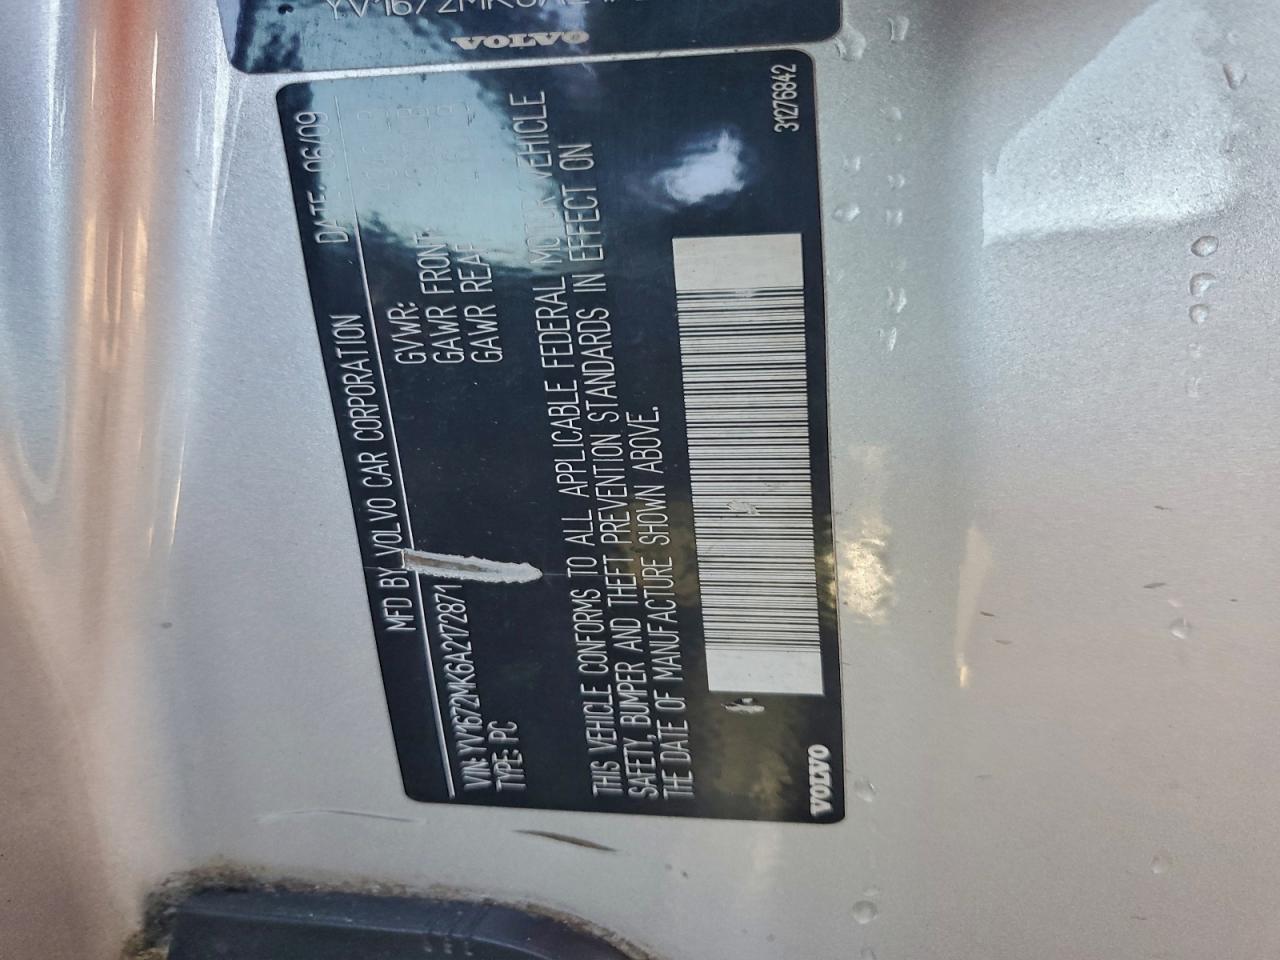 VOLVO
MFD BY VOLVO CAR CORPORATION DATE: 06/09
VIN: YV1672MK6A2172871 GVWR:
TYPE: PC GAWR FRONT:
GAWR REAR
THIS VEHICLE CONFORMS TO ALL APPLICABLE FEDERAL MOTOR VEHICLE
SAFETY, BUMPER AND THEFT PREVENTION STANDARDS IN EFFECT ON
THE DATE OF MANUFACTURE SHOWN ABOVE.
VOLVO 31276842